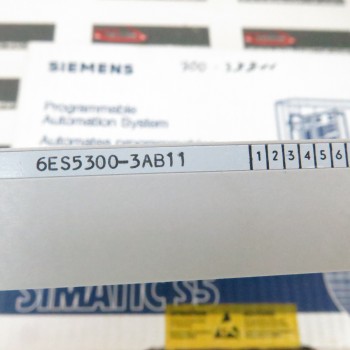 SIEMENS
Programmable
Automation System
6ES5300-3AB11
1 2 3 4 5 6
SIMATIC S5